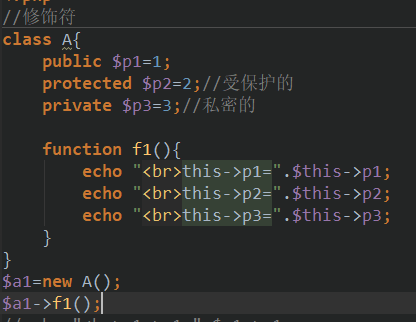 //修饰符
class A{
    public $p1=1;
    protected $p2=2;//受保护的
    private $p3=3;//私密的
    function f1(){
        echo "<br>this->p1=".$this->p1;
        echo "<br>this->p2=".$this->p2;
        echo "<br>this->p3=".$this->p3;
    }
}
$a1=new A();
$a1->f1();